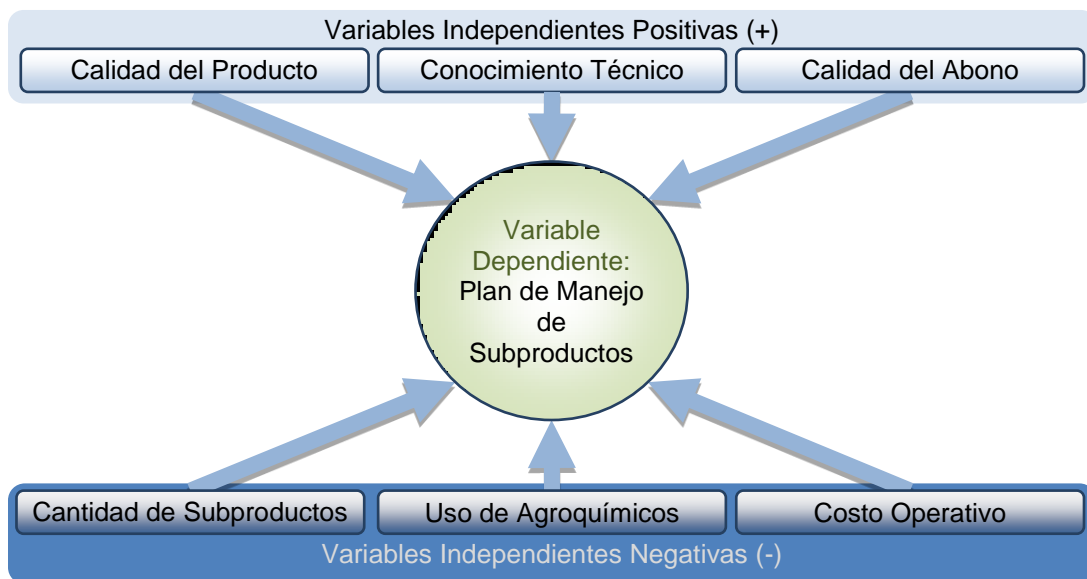 Variables Independientes Positivas (+)
Calidad del Producto
Conocimiento Técnico
Calidad del Abono
Variable
Dependiente:
Plan de Manejo
de
Subproductos
Cantidad de Subproductos
Uso de Agroquímicos
Costo Operativo
Variables Independientes Negativas (-)